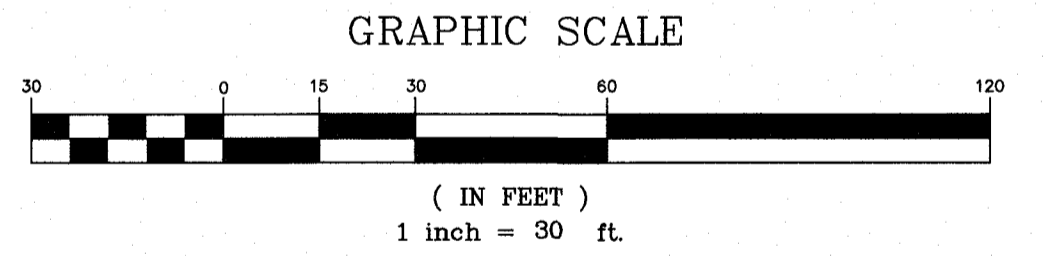 GRAPHIC SCALE
30 0 15 30 60 120
( IN FEET )
1 inch = 30 ft.